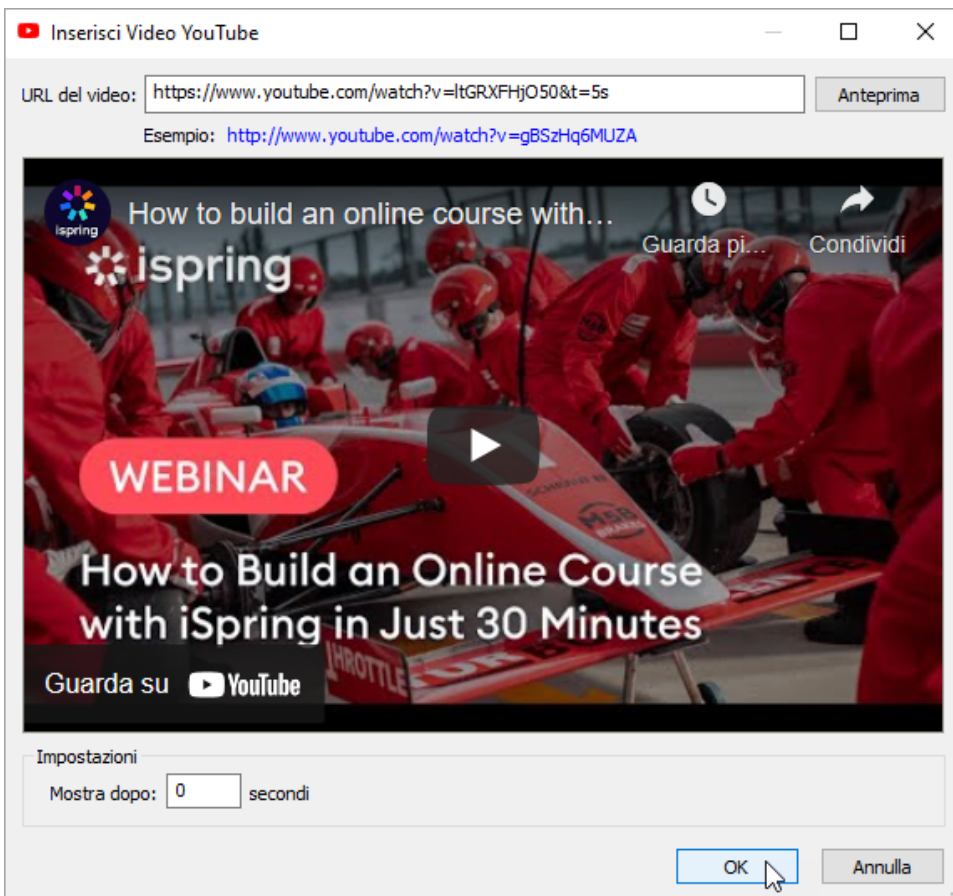 Inserisci Video YouTube
URL del video: https://www.youtube.com/watch?v=ltGRXFHjO50&t=5s Anteprima
Esempio: http://www.youtube.com/watch?v=gBSzHq6MUZA
ispring How to build an online course with… Guarda pi… Condividi
ispring
WEBINAR
MSB
How to Build an Online Course
with iSpring in Just 30 Minutes
THROTTLE
Guarda su YouTube
Impostazioni
Mostra dopo: 0 secondi
OK Annulla